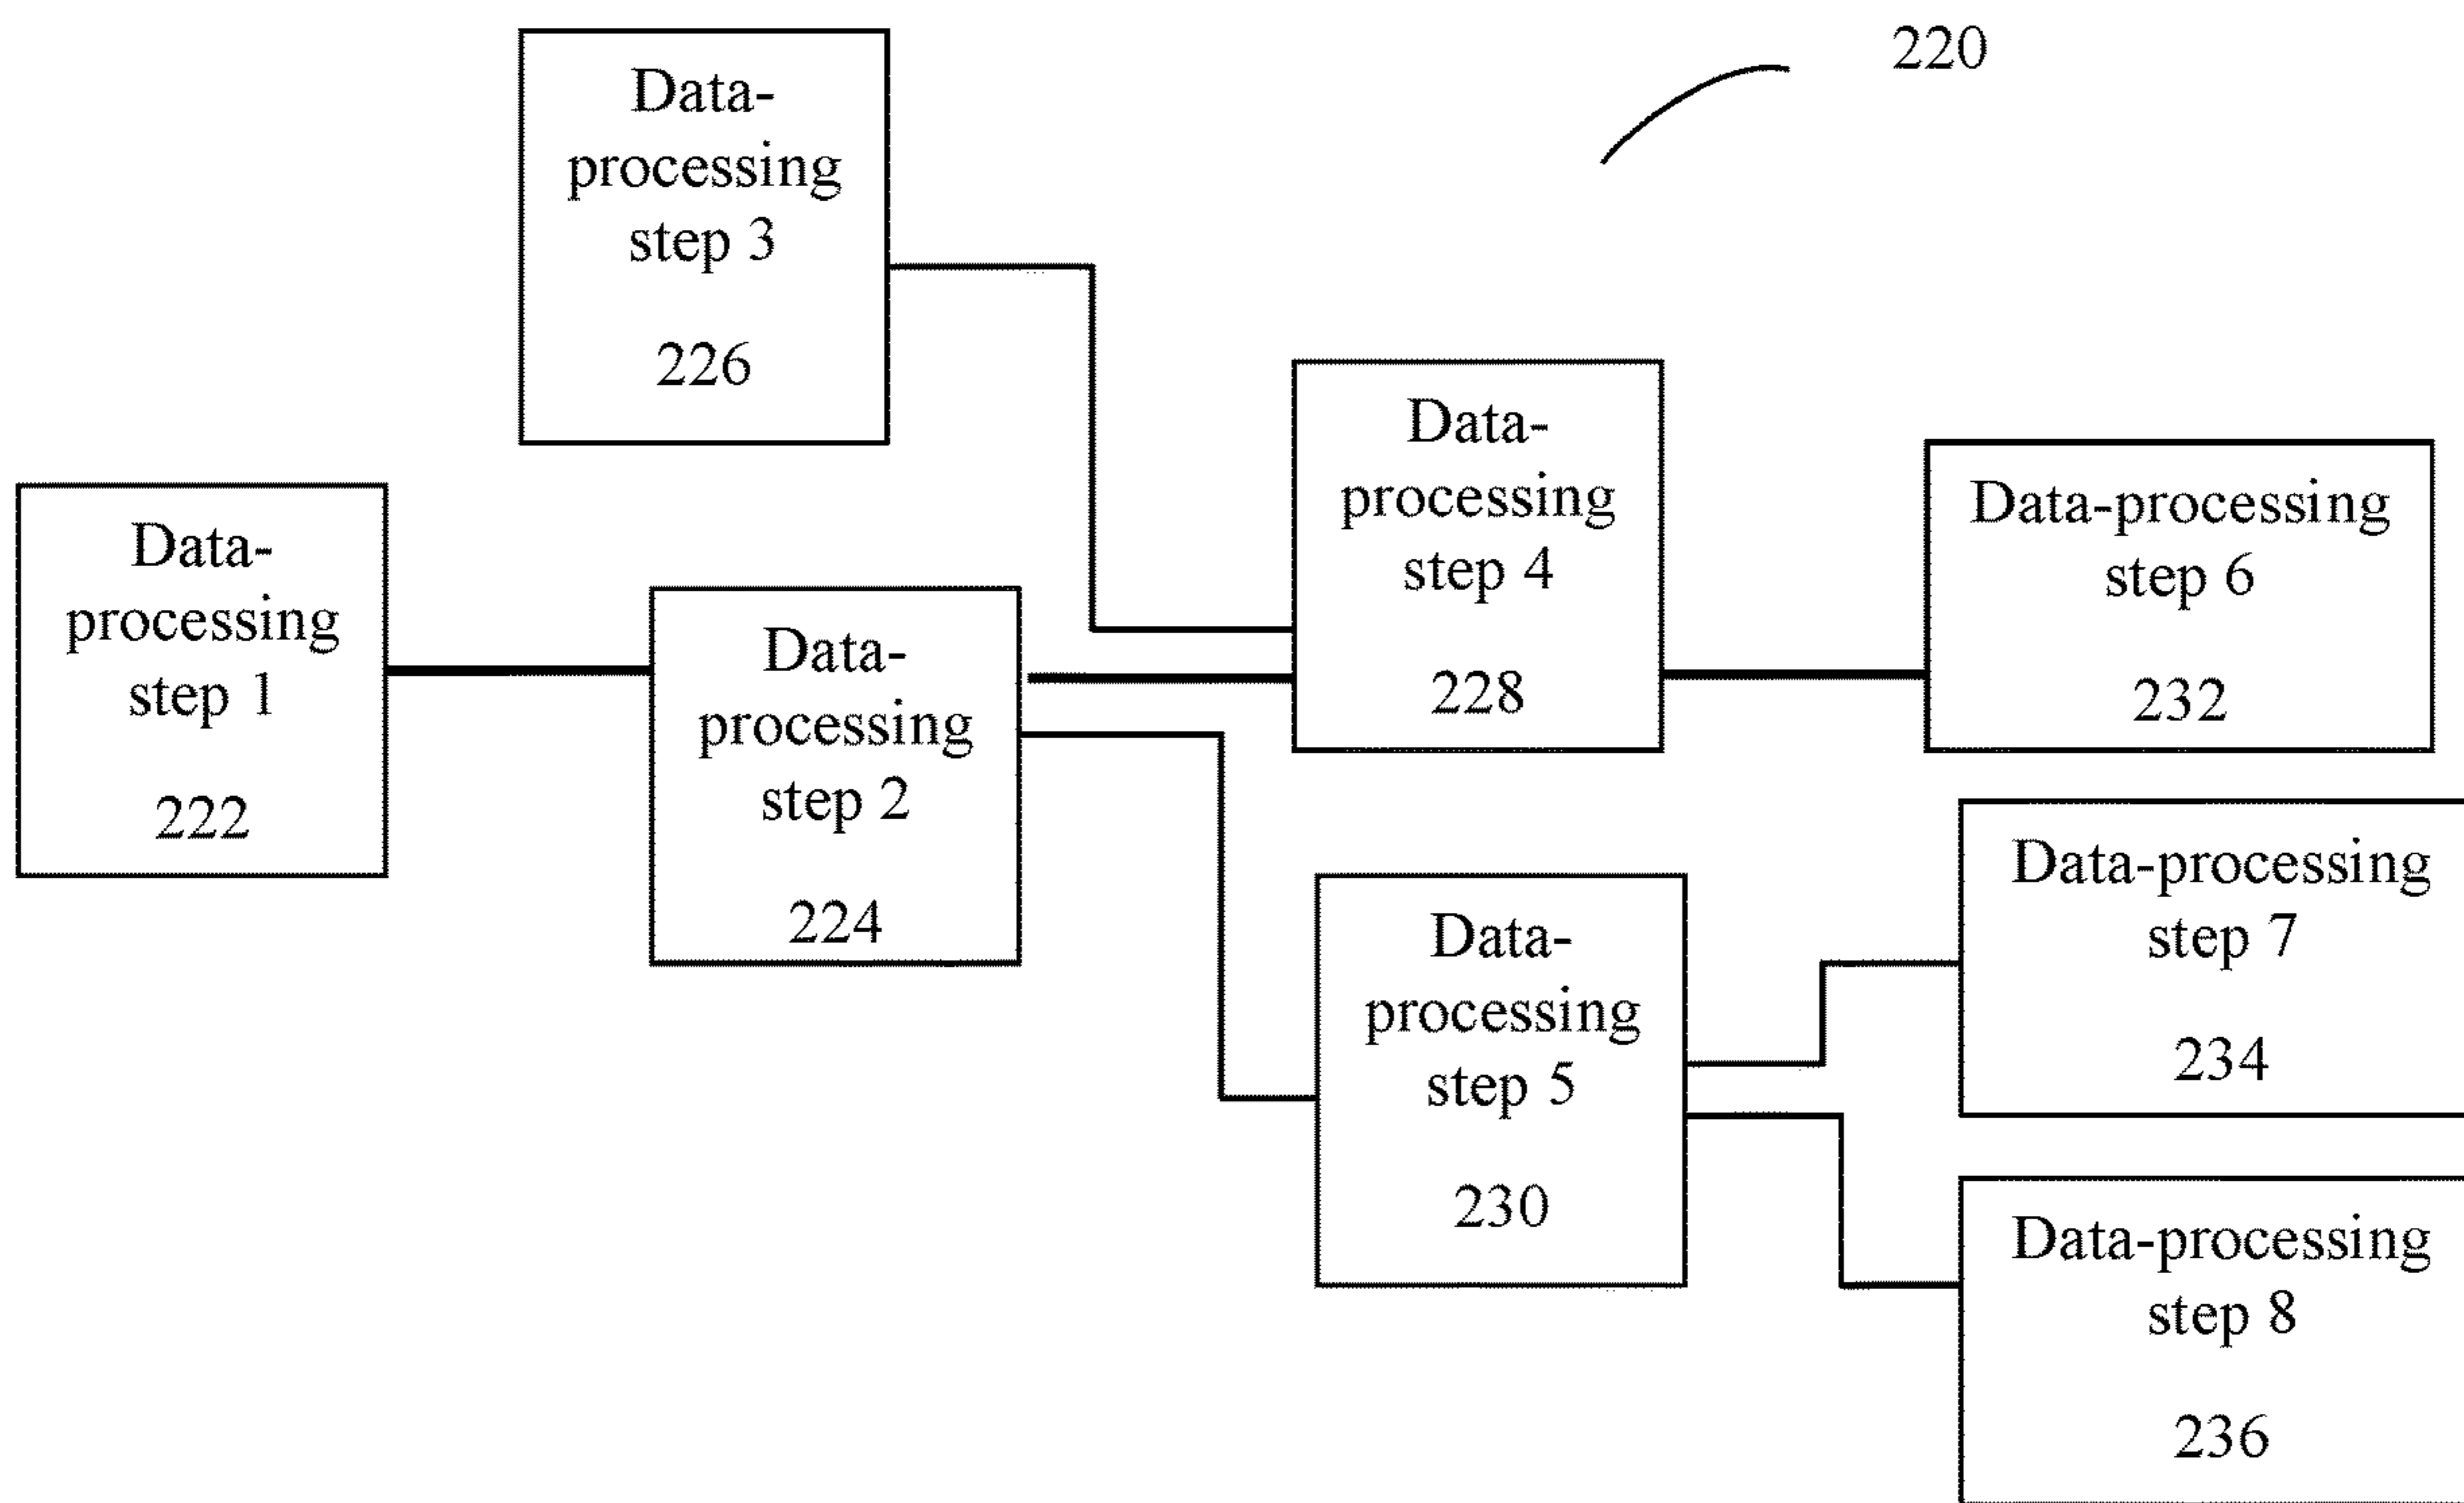 220
Data-
processing
step 3
226
Data-
processing
step 1
222
Data-
processing
step 2
224
Data-
processing
step 4
228
Data-processing
step 6
232
Data-
processing
step 5
230
Data-processing
step 7
234
Data-processing
step 8
236